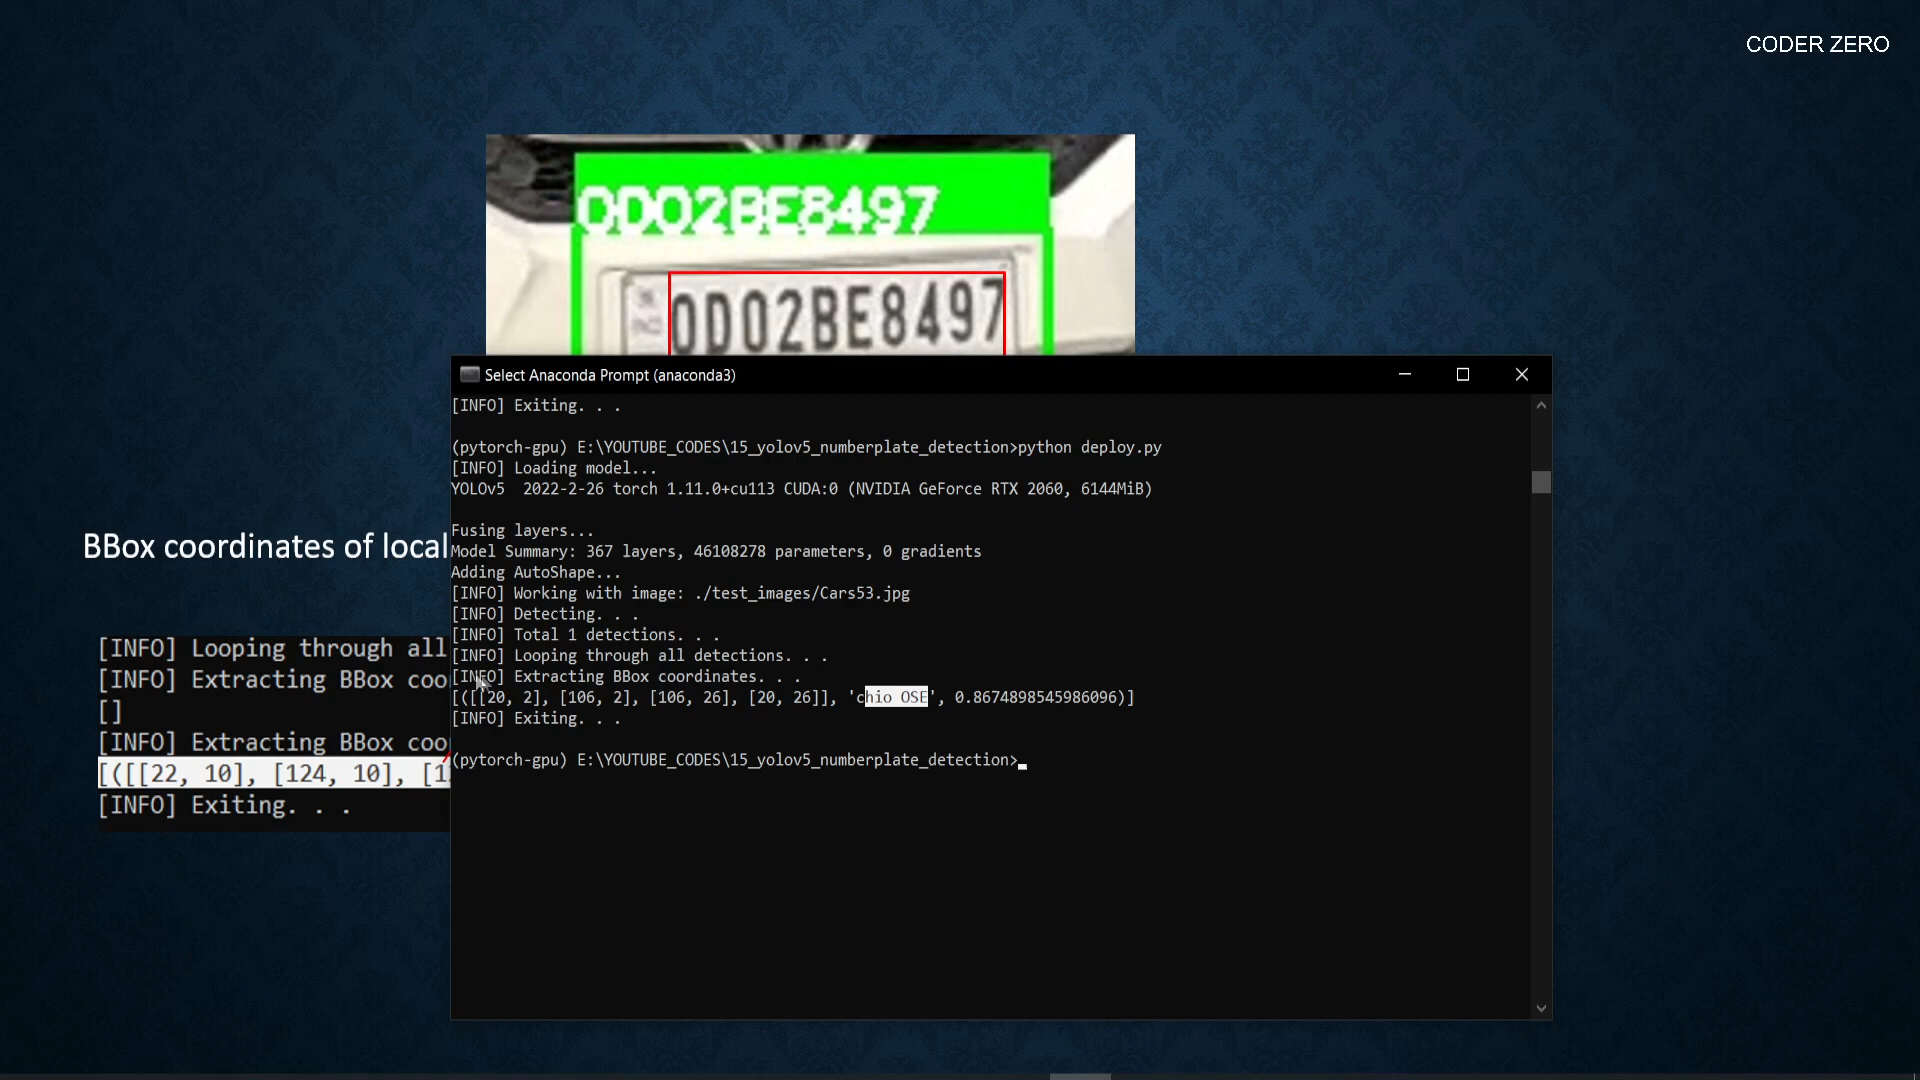 CODER ZERO
0D02BE8497
0D02BE8497
Select Anaconda Prompt (anaconda3)
[INFO] Exiting. . .
(pytorch-gpu) E:\YOUTUBE_CODES\15_yolov5_numberplate_detection>python deploy.py
[INFO] Loading model...
YOLOv5  2022-2-26 torch 1.11.0+cu113 CUDA:0 (NVIDIA GeForce RTX 2060, 6144MiB)
Fusing layers...
Model Summary: 367 layers, 46108278 parameters, 0 gradients
Adding AutoShape...
[INFO] Working with image: ./test_images/Cars53.jpg
[INFO] Detecting. . .
[INFO] Total 1 detections. . .
[INFO] Looping through all detections. . .
[INFO] Extracting BBox coordinates. . .
[([[20, 2], [106, 2], [106, 26], [20, 26]], 'chio OSE', 0.8674898545986096)]
[INFO] Exiting. . .
(pytorch-gpu) E:\YOUTUBE_CODES\15_yolov5_numberplate_detection>
BBox coordinates of local
[INFO] Looping through all
[INFO] Extracting BBox coo
[]
[INFO] Extracting BBox coo
[([[22, 10], [124, 10], [1
[INFO] Exiting. . .